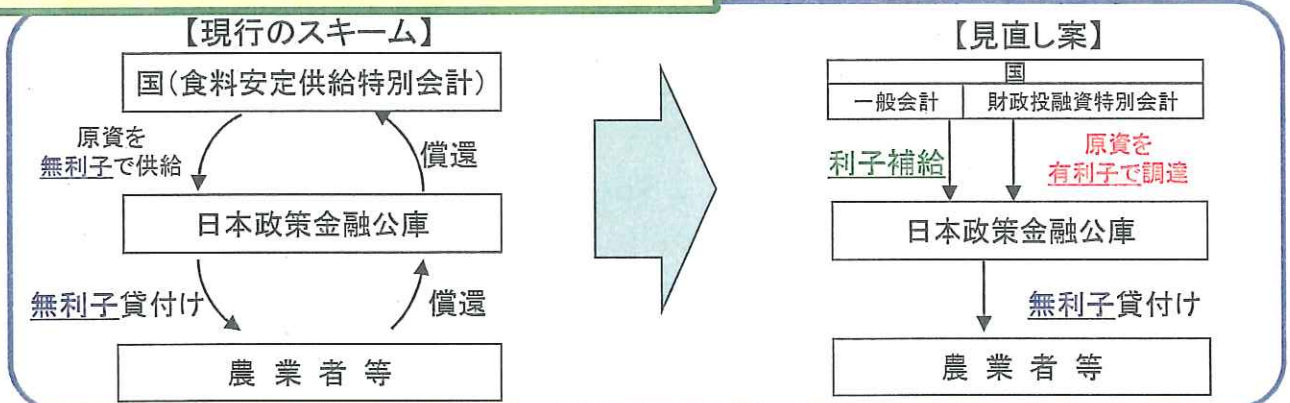 【現行のスキーム】
国(食料安定供給特別会計)
原資を
無利子で供給
償還
日本政策金融公庫
無利子貸付け
償還
農業者等
【見直し案】
国
一般会計
財政投融資特別会計
利子補給
原資を
有利子で調達
日本政策金融公庫
無利子貸付け
農業者等